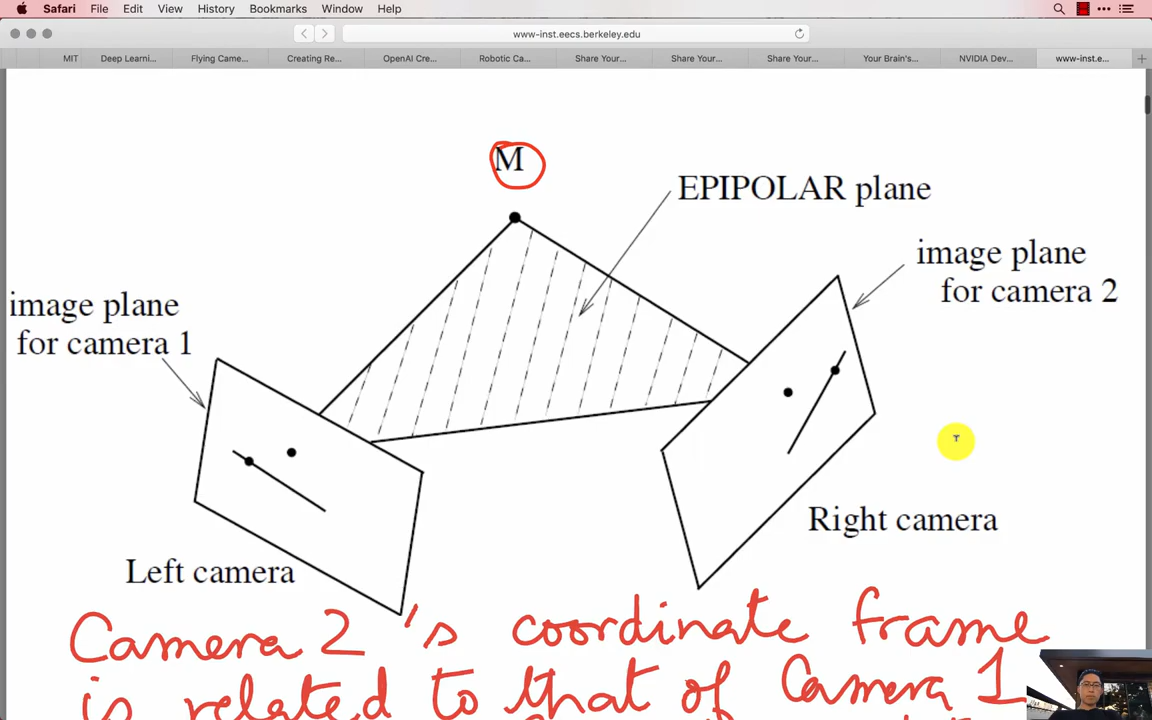 Safari File Edit View History Bookmarks Window Help
www-inst.eecs.berkeley.edu
MIT Deep Learni... Flying Came... Creating Re... OpenAI Cre... Robotic Ca... Share Your... Share Your... Share Your... Your Brain's... NVIDIA Dev... www-inst.e...
M
EPIPOLAR plane
image plane
for camera 2
image plane
for camera 1
Right camera
Left camera
Camera 2's coordinate frame
is related to that of Camera 1